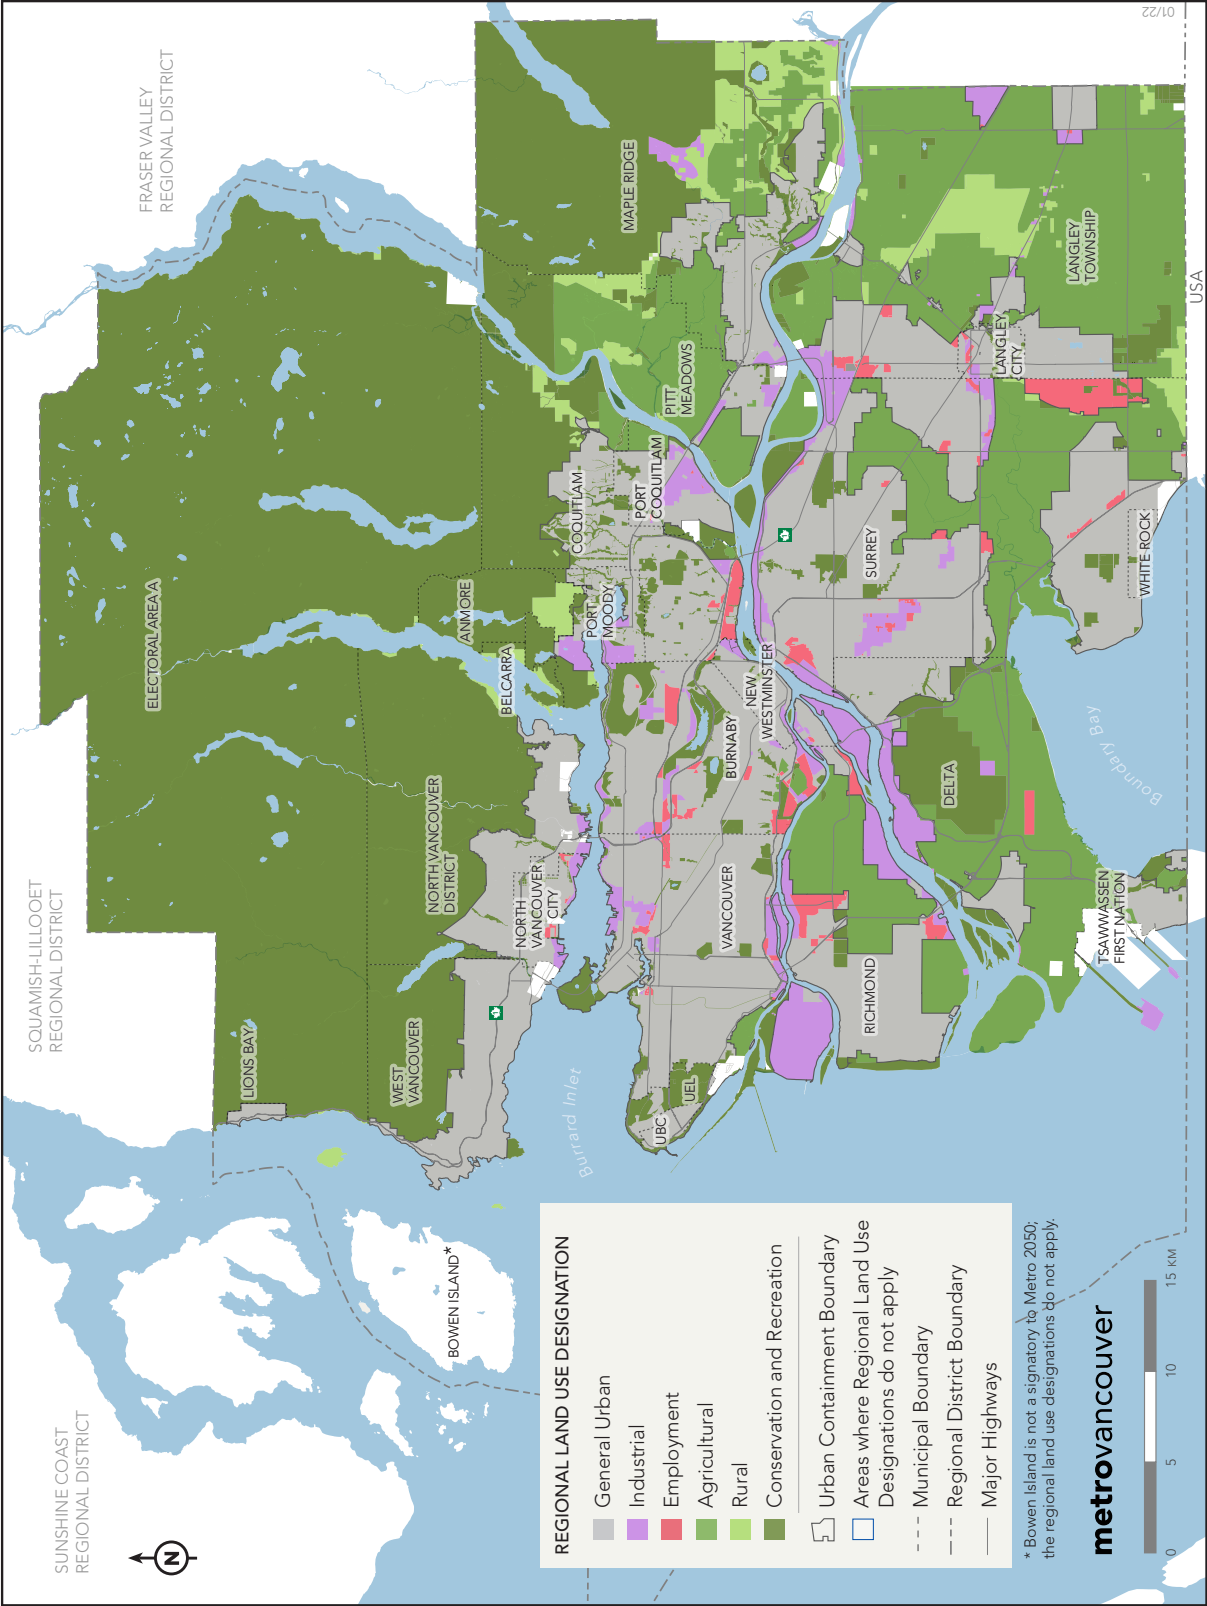 SUNSHINE COAST
REGIONAL DISTRICT
SQUAMISH-LILLOOET
REGIONAL DISTRICT
FRASER VALLEY
REGIONAL DISTRICT
N
ELECTORAL AREA A
LIONS BAY
BOWEN ISLAND*
WEST
VANCOUVER
NORTH VANCOUVER
DISTRICT
NORTH
VANCOUVER
CITY
BELCARRA
ANMORE
PORT
MOODY
COQUITLAM
PORT
COQUITLAM
PITT
MEADOWS
MAPLE RIDGE
Burrard Inlet
UBC
UEL
VANCOUVER
BURNABY
NEW
WESTMINSTER
RICHMOND
DELTA
SURREY
WHITE ROCK
LANGLEY
CITY
LANGLEY
TOWNSHIP
TSAWWASSEN
FIRST NATION
Boundary Bay
USA
REGIONAL LAND USE DESIGNATION
General Urban
Industrial
Employment
Agricultural
Rural
Conservation and Recreation
Urban Containment Boundary
Areas where Regional Land Use
Designations do not apply
Municipal Boundary
Regional District Boundary
Major Highways
* Bowen Island is not a signatory to Metro 2050;
the regional land use designations do not apply.
metrovancouver
0 5 10 15 KM
01/22